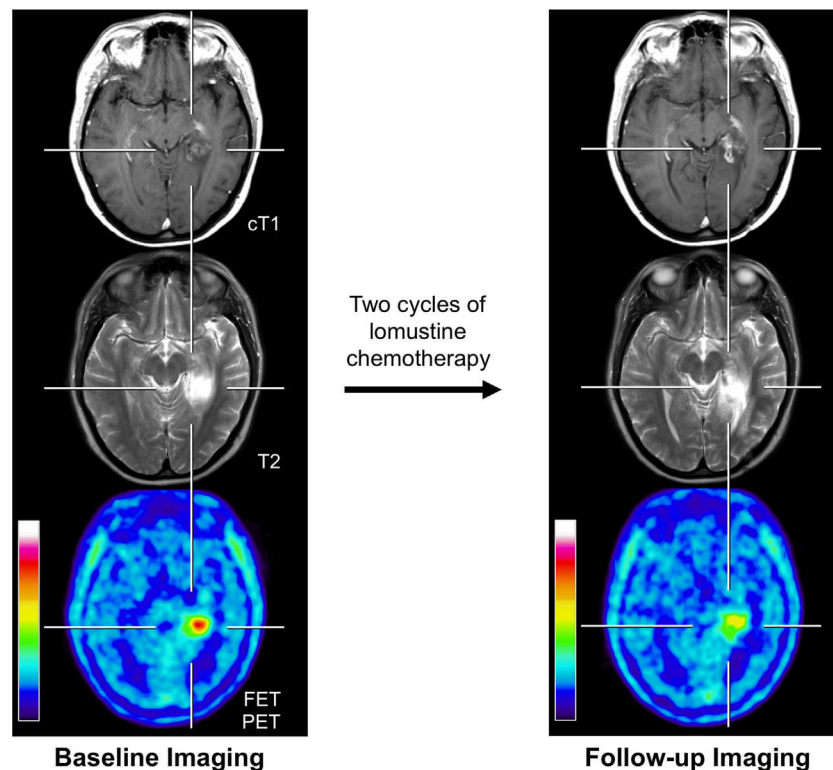 cT1
T2
Two cycles of
lomustine
chemotherapy
FET
PET
Baseline Imaging
Follow-up Imaging